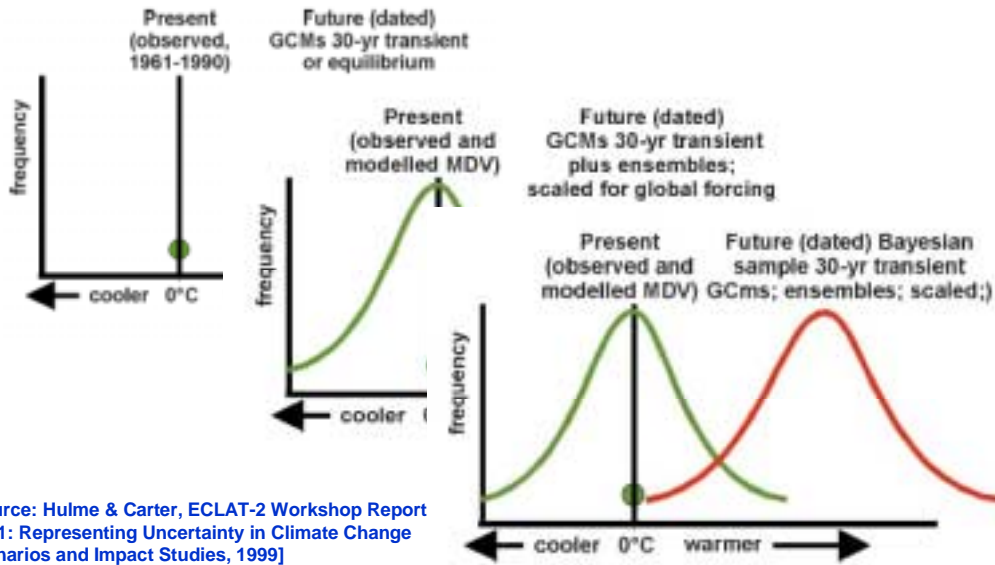 Present
(observed,
1961-1990)
Future (dated)
GCMs 30-yr transient
or equilibrium
frequency
cooler 0°C
Present
(observed and
modelled MDV)
Future (dated)
GCMs 30-yr transient
plus ensembles;
scaled for global forcing
frequency
cooler
Present
(observed and
modelled MDV)
Future (dated) Bayesian
sample 30-yr transient
GCms; ensembles; scaled;)
frequency
cooler 0°C warmer
urce: Hulme & Carter, ECLAT-2 Workshop Report
1: Representing Uncertainty in Climate Change
narios and Impact Studies, 1999]